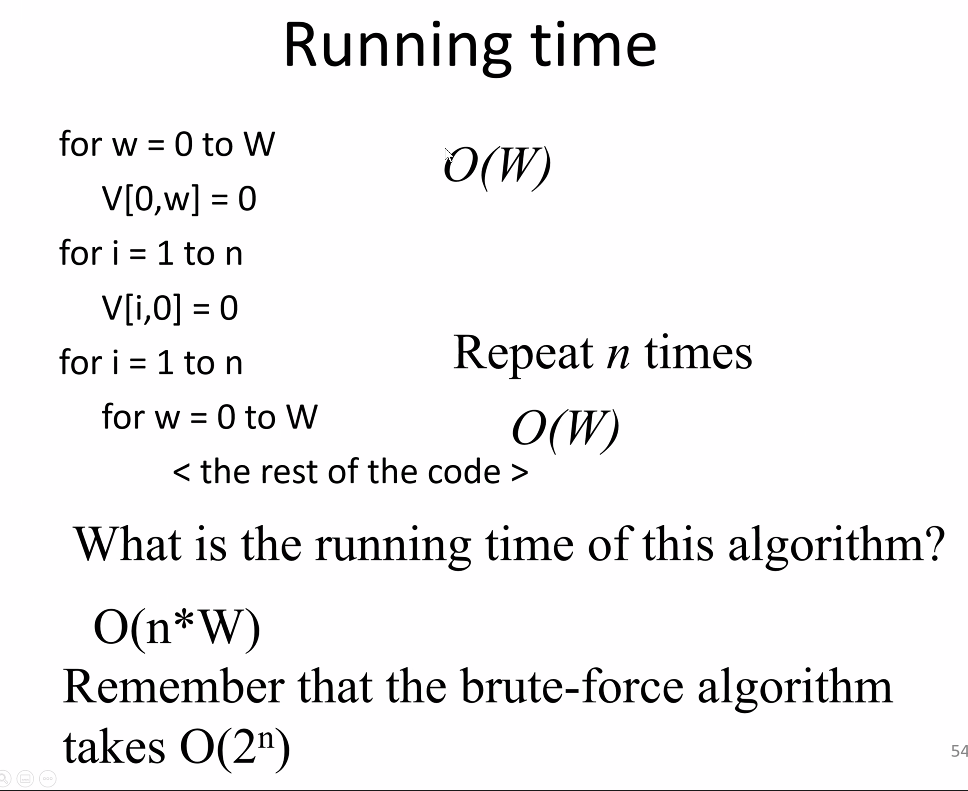 Running time
for w = 0 to W
O(W)
V[0,w] = 0
for i = 1 to n
V[i,0] = 0
for i = 1 to n
Repeat n times
for w = 0 to W
O(W)
< the rest of the code >
What is the running time of this algorithm?
O(n*W)
Remember that the brute-force algorithm
takes O(2ⁿ)
54